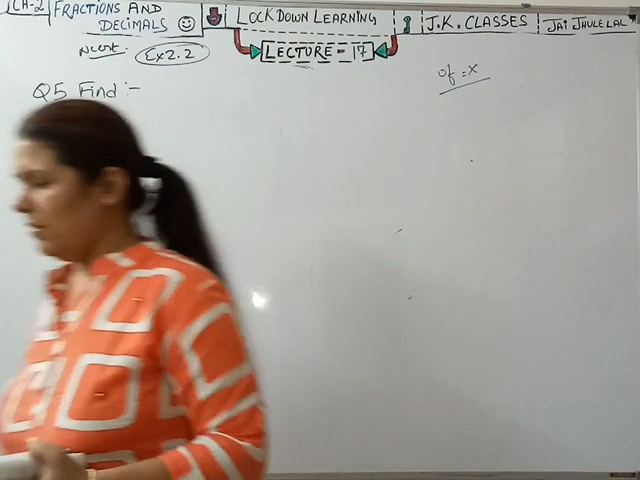 CH-2 FRACTIONS AND DECIMALS ☺
LOCKDOWN LEARNING
J.K. CLASSES
JAI JHULELAL
LECTURE - 17
NCERT. Ex 2.2
of = x
Q5 Find :-